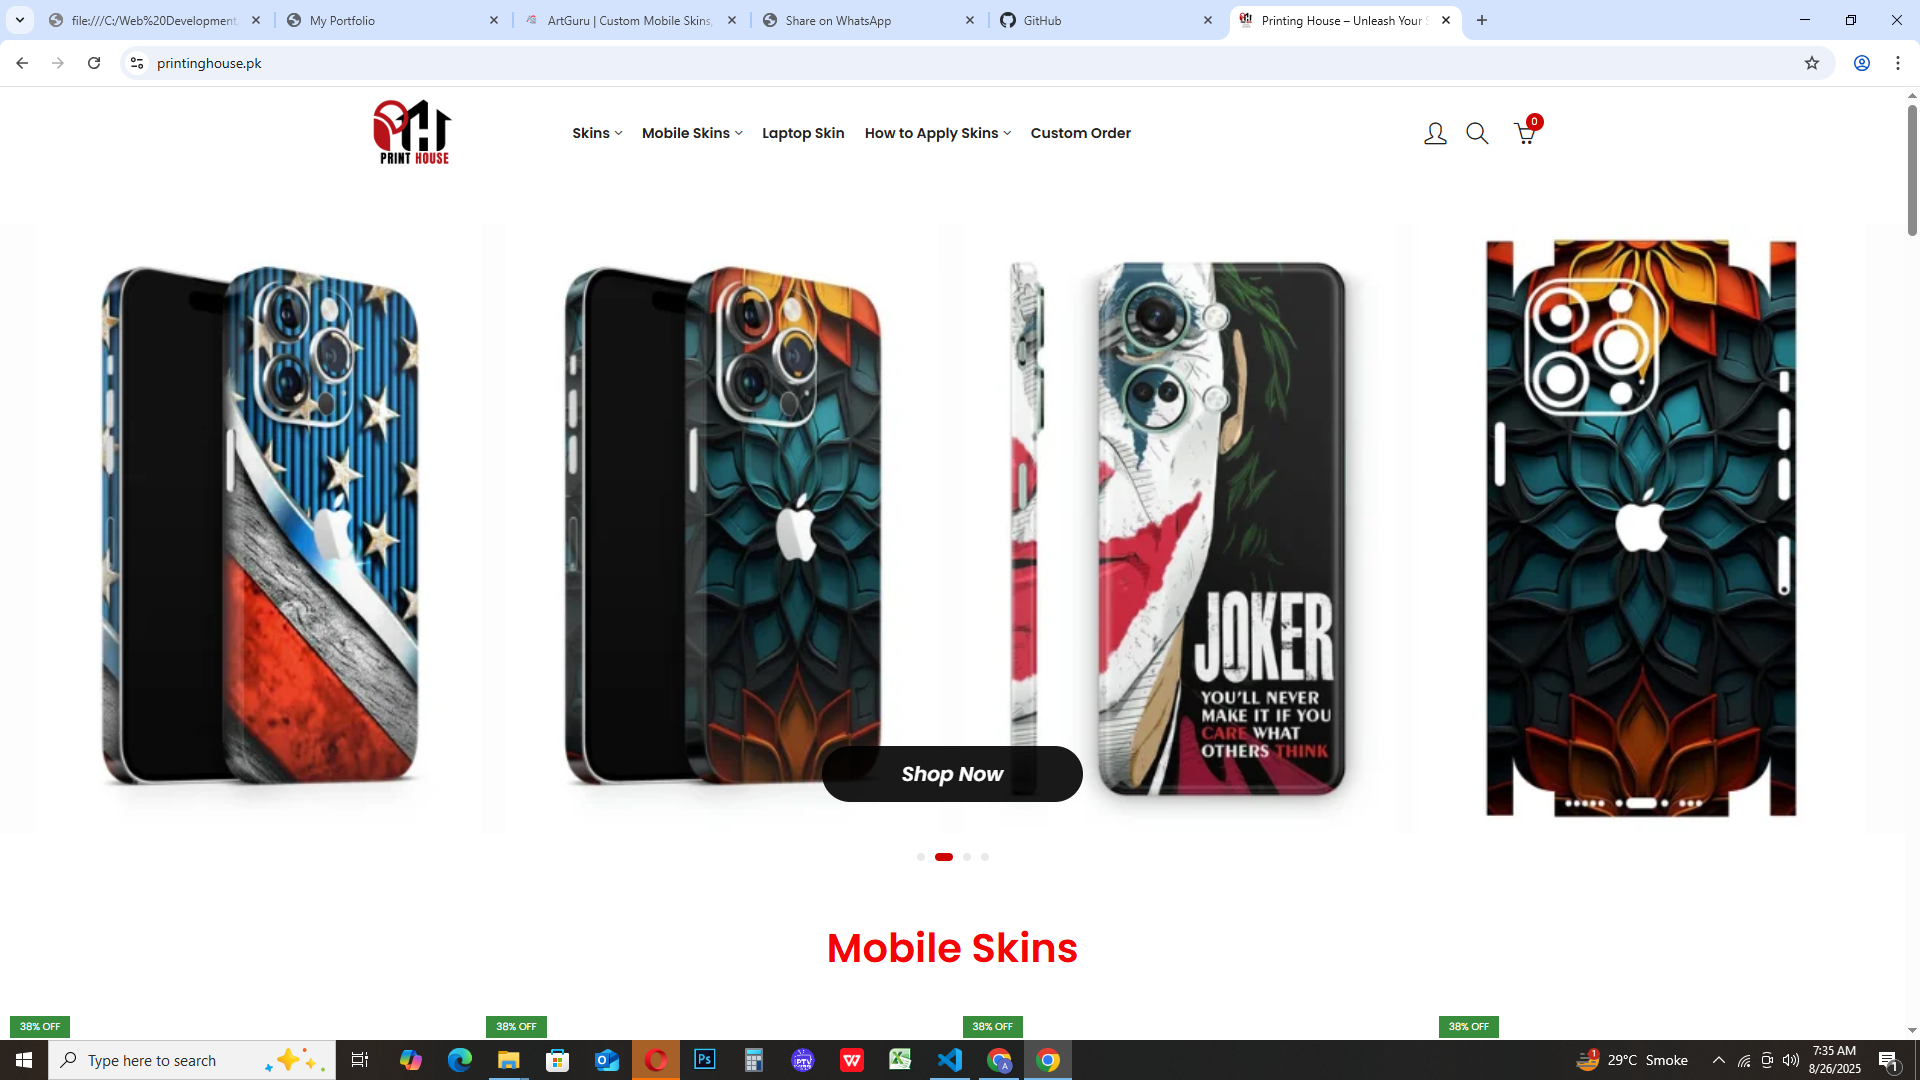 file:///C:/Web%20Development
My Portfolio
ArtGuru | Custom Mobile Skins,
Share on WhatsApp
GitHub
Printing House – Unleash Your S
printinghouse.pk
PRINT HOUSE
Skins
Mobile Skins
Laptop Skin
How to Apply Skins
Custom Order
0
JOKER
YOU'LL NEVER
MAKE IT IF YOU
CARE WHAT
OTHERS THINK
Shop Now
Mobile Skins
38% OFF
38% OFF
38% OFF
38% OFF
Type here to search
Ps
PTV
W
A
1
29°C Smoke
7:35 AM
8/26/2025
1